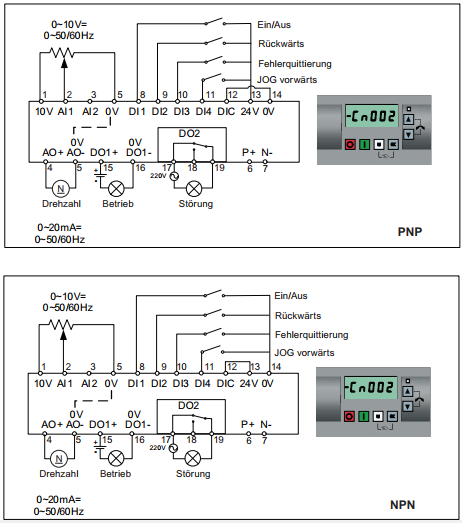 0~10V=
0~50/60Hz
Ein/Aus
Rückwärts
Fehlerquittierung
JOG vorwärts
1 2 3 5 8 9 10 11 12 13 14
10V AI1 AI2 0V DI1 DI2 DI3 DI4 DIC 24V 0V
0V 0V DO2
AO+ AO- DO1+ DO1- P+ N-
4 5 15 16 17 18 19 6 7
220V
N
Drehzahl Betrieb Störung
0~20mA=
0~50/60Hz
PNP
-Cn002
0~10V=
0~50/60Hz
Ein/Aus
Rückwärts
Fehlerquittierung
JOG vorwärts
1 2 3 5 8 9 10 11 12 13 14
10V AI1 AI2 0V DI1 DI2 DI3 DI4 DIC 24V 0V
0V 0V DO2
AO+ AO- DO1+ DO1- P+ N-
4 5 15 16 17 18 19 6 7
220V
N
Drehzahl Betrieb Störung
0~20mA=
0~50/60Hz
NPN
-Cn002